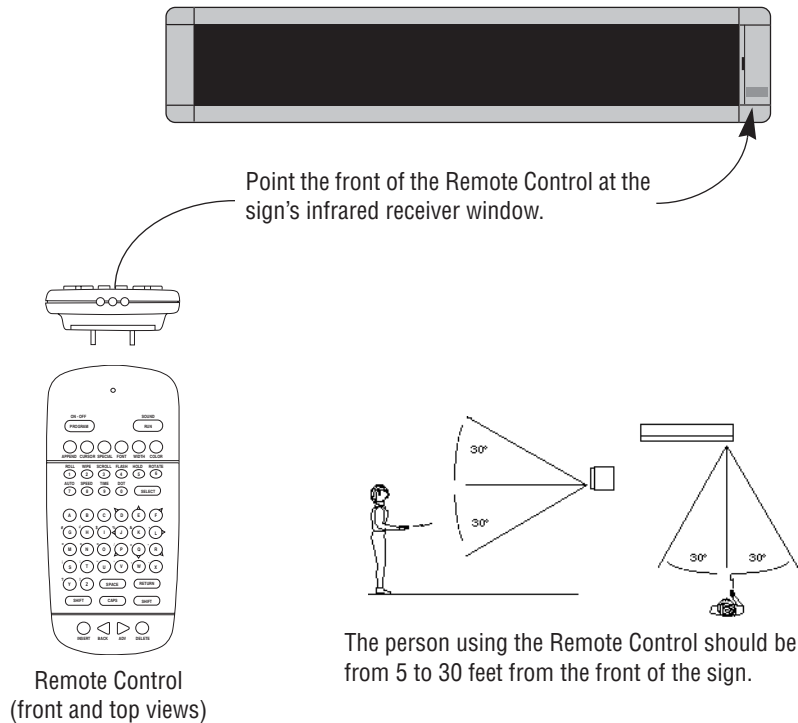 Point the front of the Remote Control at the
sign's infrared receiver window.
ON - OFF SOUND
PROGRAM RUN
APPEND CURSOR SPECIAL FONT WIDTH COLOR
ROLL WIPE SCROLL FLASH HOLD ROTATE
1 2 3 4 5 6
AUTO SPEED TIME DOT
7 8 9 0 SELECT
A B C D E F
G H I J K L
M N O P Q R
S T U V W X
Y Z SPACE RETURN
SHIFT CAPS SHIFT
INSERT BACK ADV DELETE
Remote Control
(front and top views)
30°
30°
30° 30°
The person using the Remote Control should be
from 5 to 30 feet from the front of the sign.